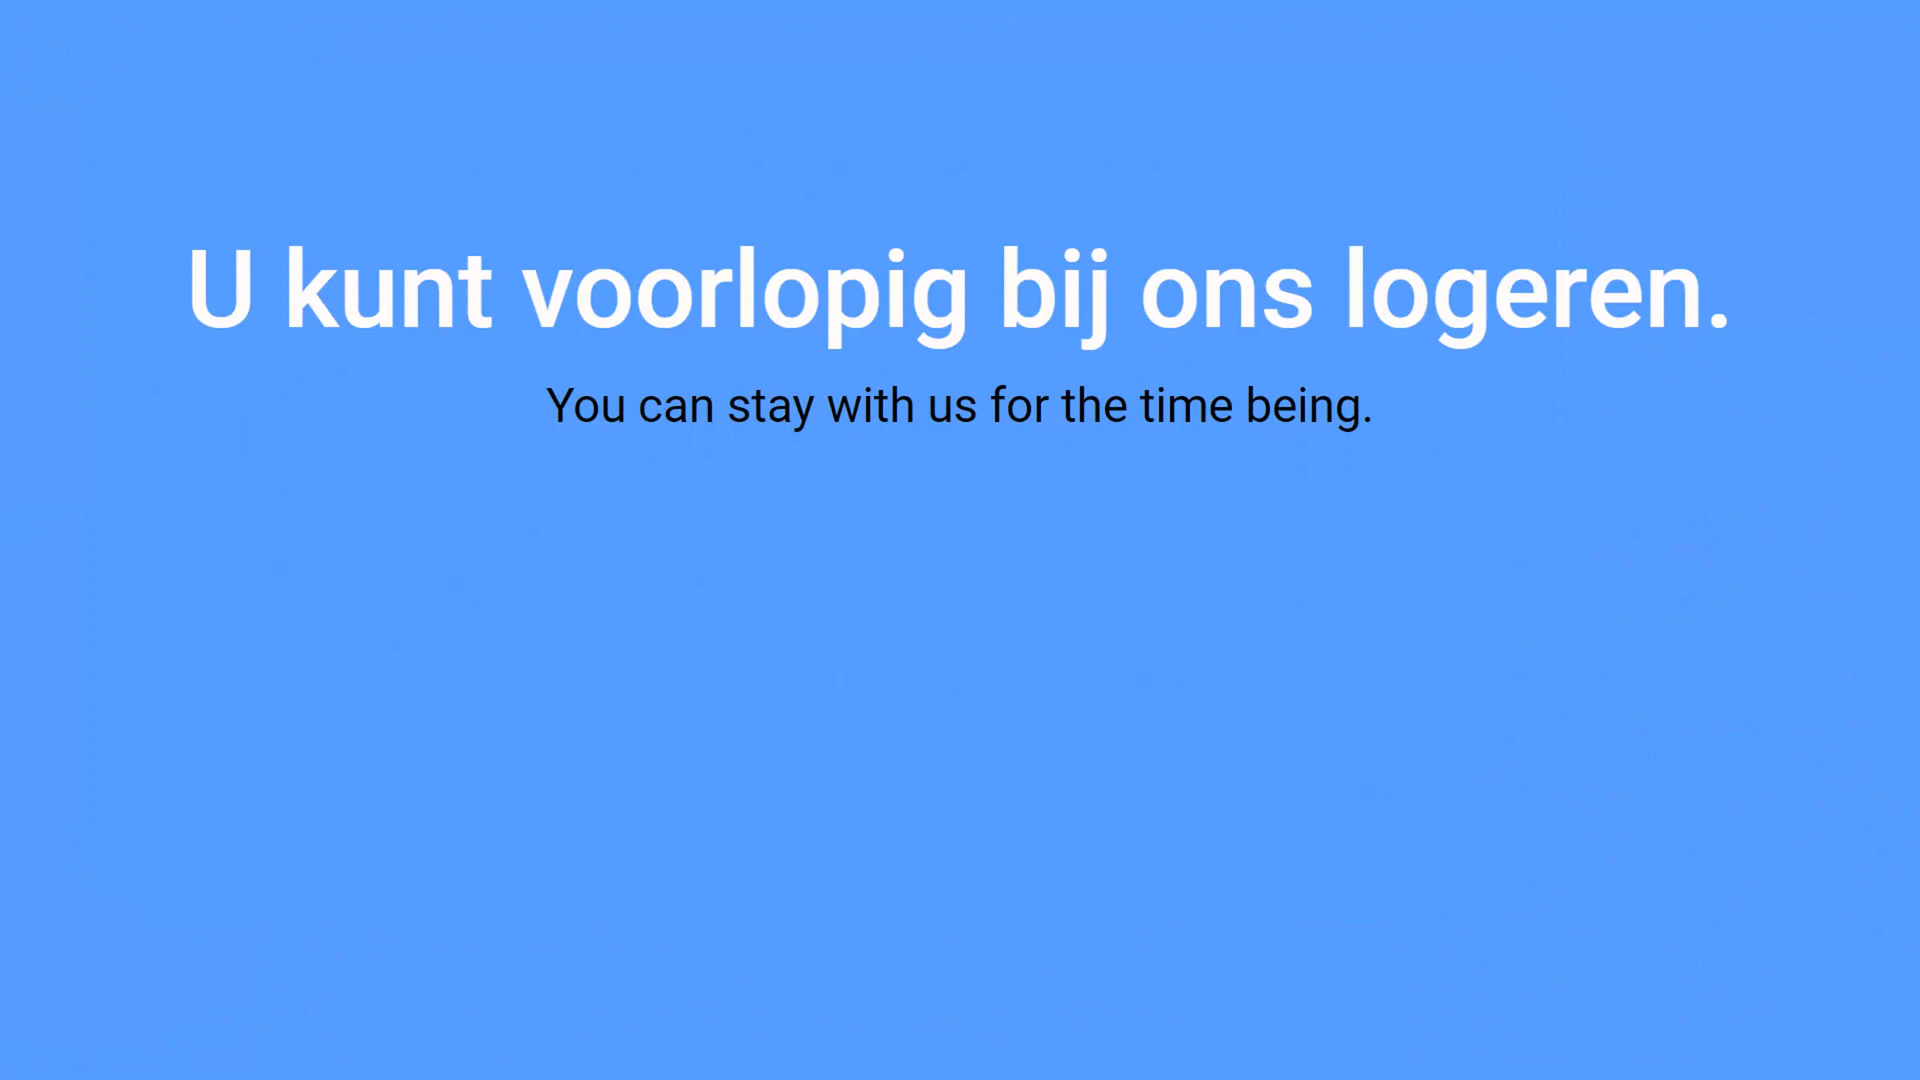 U kunt voorlopig bij ons logeren.
You can stay with us for the time being.